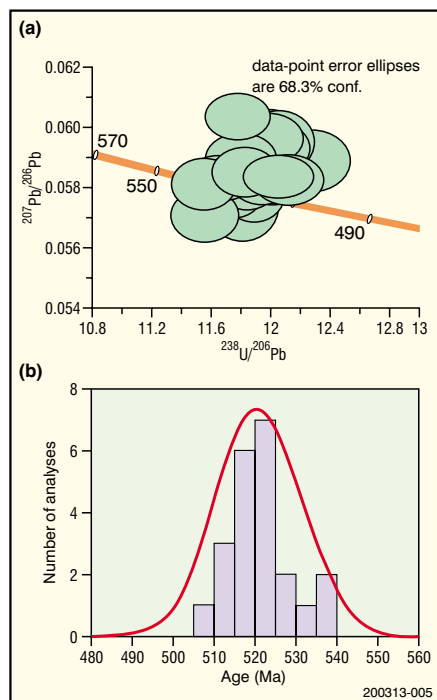 (a)
data-point error ellipses
are 68.3% conf.
0.062
0.060
0.058
0.056
0.054
207Pb/206Pb
570
550
490
10.8 11.2 11.6 12 12.4 12.8 13
238U/206Pb
(b)
8
6
4
2
0
Number of analyses
480 490 500 510 520 530 540 550 560
Age (Ma)
200313-005